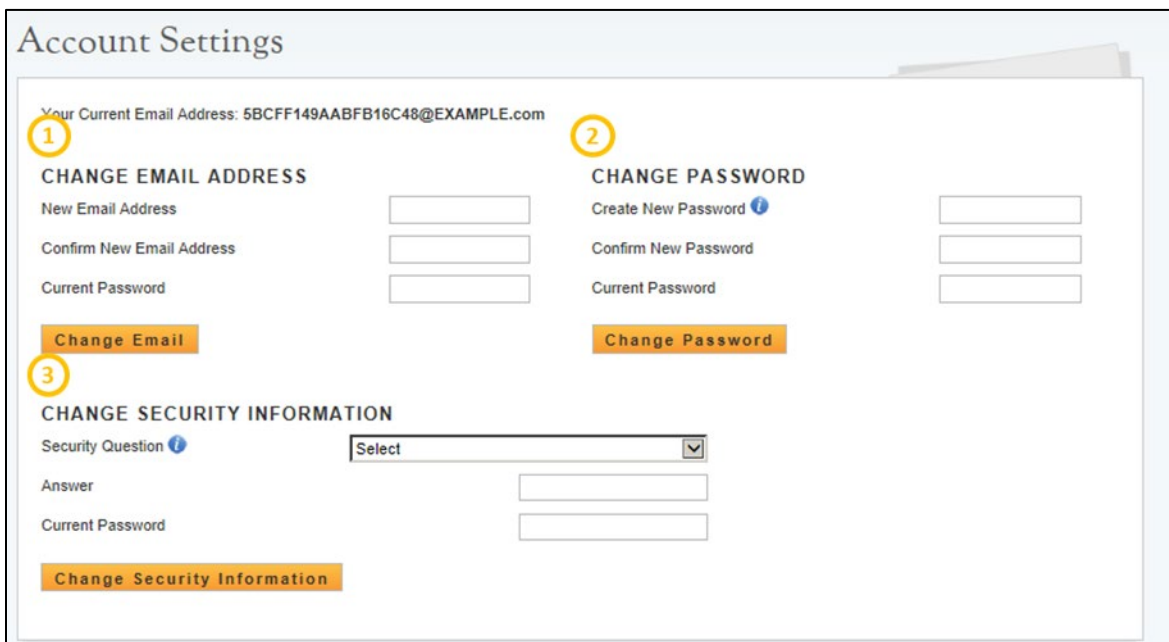 Account Settings
Your Current Email Address: 5BCFF149AABFB16C48@EXAMPLE.com
1
CHANGE EMAIL ADDRESS
New Email Address
Confirm New Email Address
Current Password
Change Email
2
CHANGE PASSWORD
Create New Password i
Confirm New Password
Current Password
Change Password
3
CHANGE SECURITY INFORMATION
Security Question i
Select
Answer
Current Password
Change Security Information